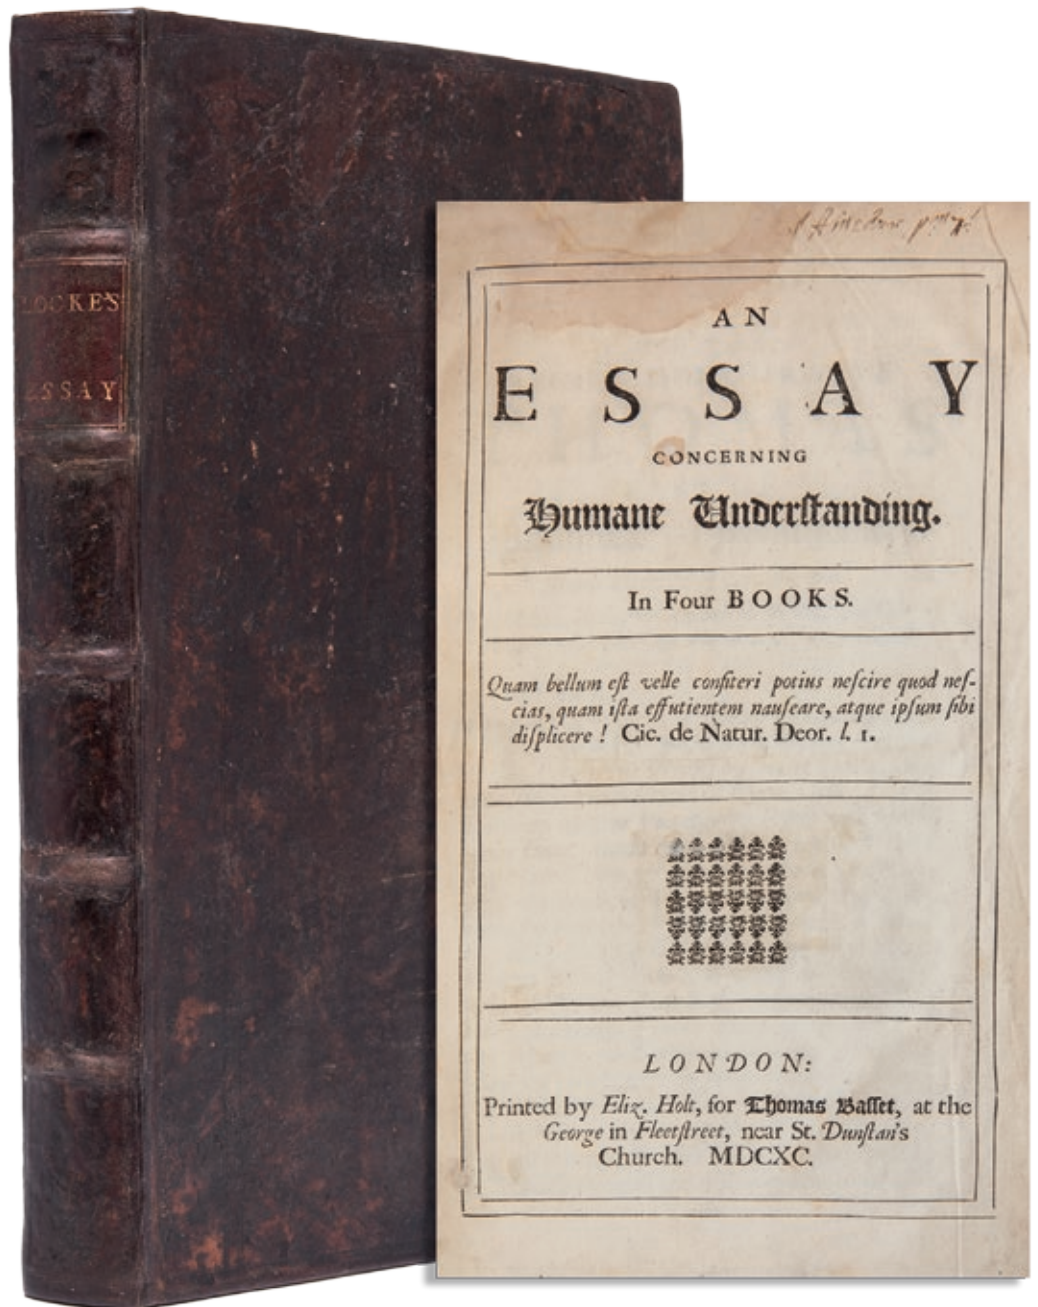 LOCKE'S
ESSAY
AN
ESSAY
CONCERNING
Humane Understanding.
In Four BOOKS.
Quam bellum eſt velle confiteri potius neſcire quod neſ-
cias, quam iſta effutientem nauſeare, atque ipſum ſibi
diſplicere! Cic. de Natur. Deor. l. 1.
LONDON:
Printed by Eliz. Holt, for Thomas Baſſet, at the
George in Fleetſtreet, near St. Dunſtan's
Church. MDCXC.